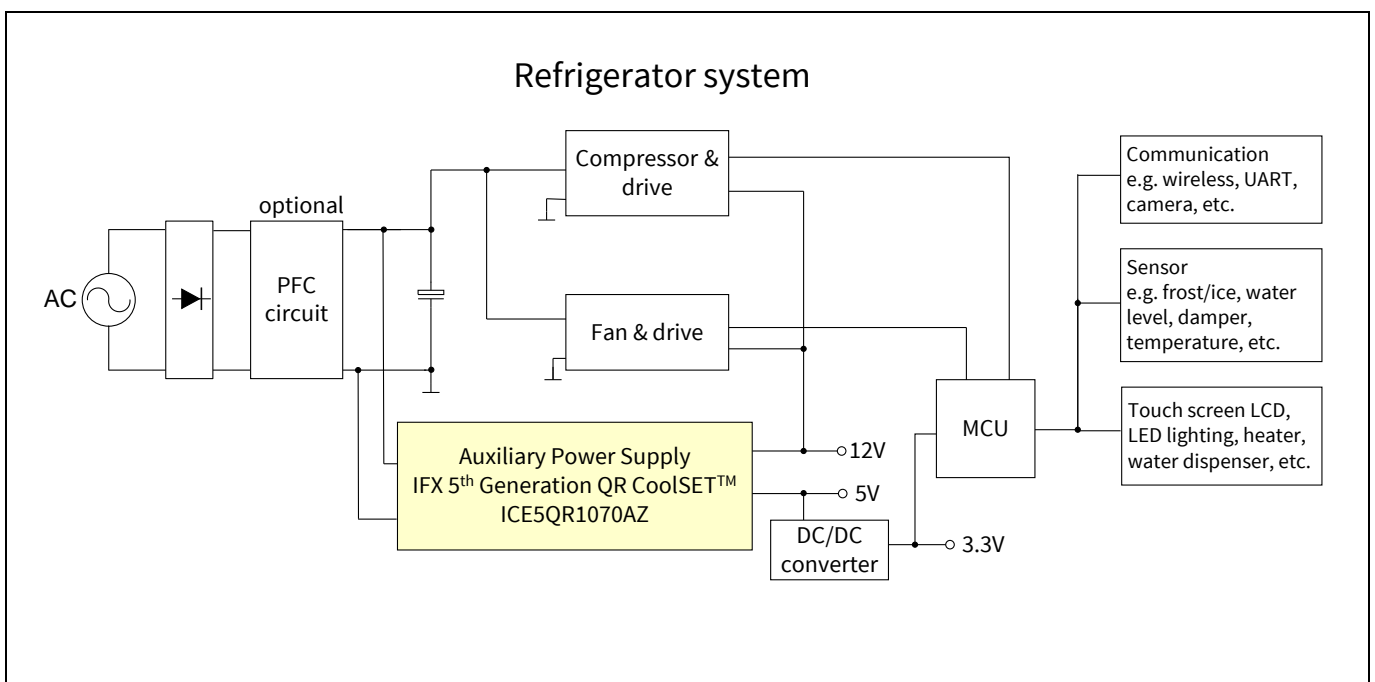 Refrigerator system
Compressor &
drive
Communication
e.g. wireless, UART,
camera, etc.
optional
AC
PFC
circuit
Sensor
e.g. frost/ice, water
level, damper,
temperature, etc.
Fan & drive
MCU
Touch screen LCD,
LED lighting, heater,
water dispenser, etc.
Auxiliary Power Supply
IFX 5th Generation QR CoolSET™
ICE5QR1070AZ
12V
5V
DC/DC
converter
3.3V